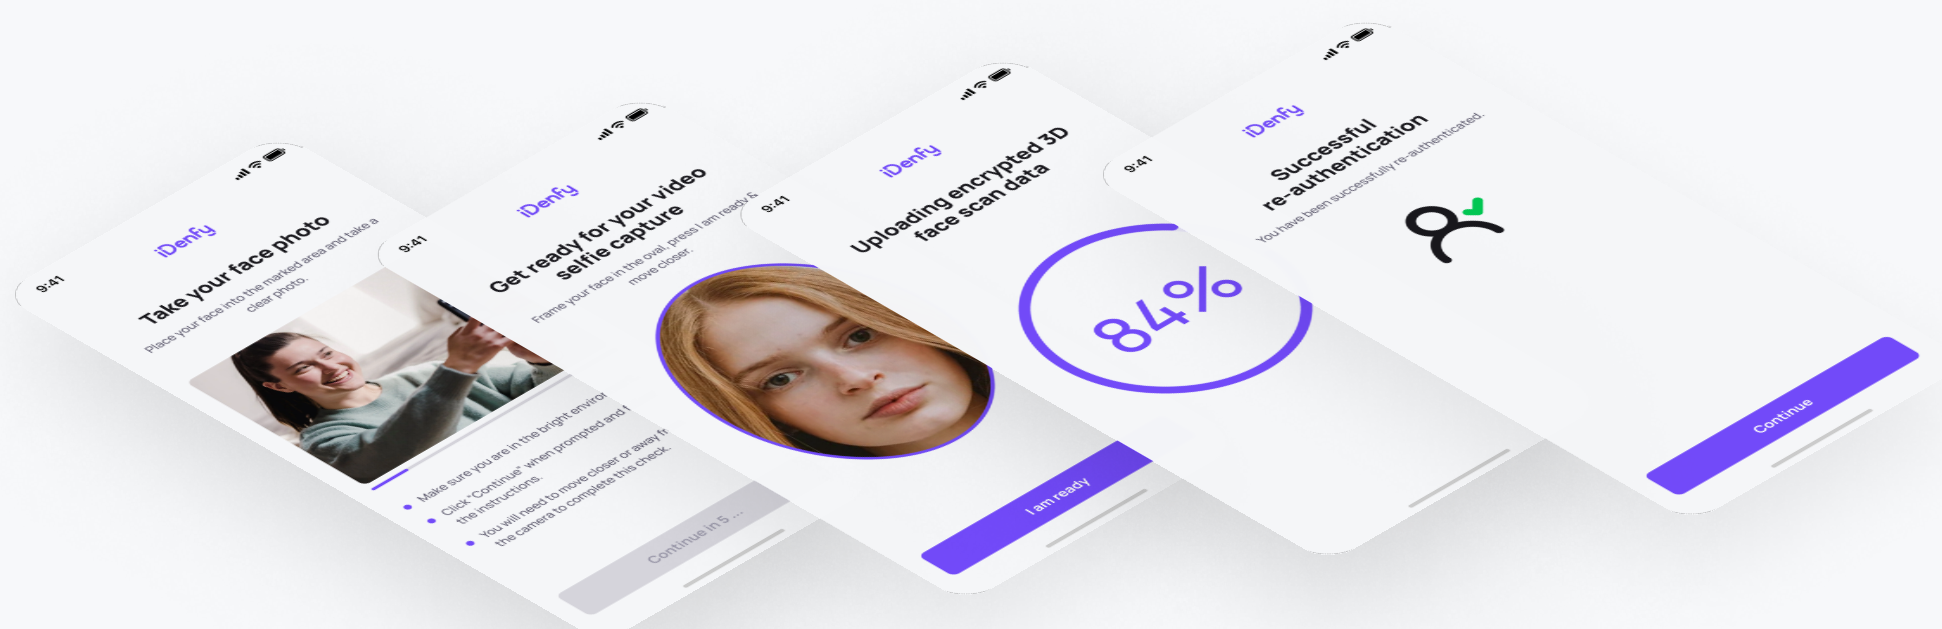 9:41
iDenfy
Take your face photo
Place your face into the marked area and take a
clear photo.
Make sure you are in the bright
Click "Continue" when prompted and
the instructions.
You will need to move closer or away
the camera to complete this check.
Continue in 5 ...
9:41
iDenfy
Get ready for your video
selfie capture
Frame your face in the oval, press I am ready &
move closer.
I am ready
9:41
iDenfy
Uploading encrypted 3D
face scan data
84%
9:41
iDenfy
Successful
re-authentication
You have been successfully re-authenticated.
Continue